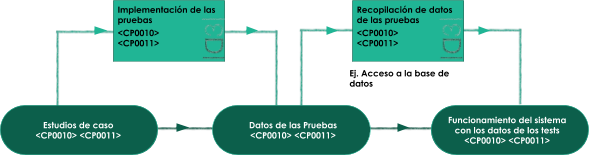 Implementación de las
pruebas
<CP0010>
<CP0011>
Recopilación de datos
de las pruebas
<CP0010>
<CP0011>
Ej. Acceso a la base de
datos
Estudios de caso
<CP0010> <CP0011>
Datos de las Pruebas
<CP0010> <CP0011>
Funcionamiento del sistema
con los datos de los tests
<CP0010> <CP0011>